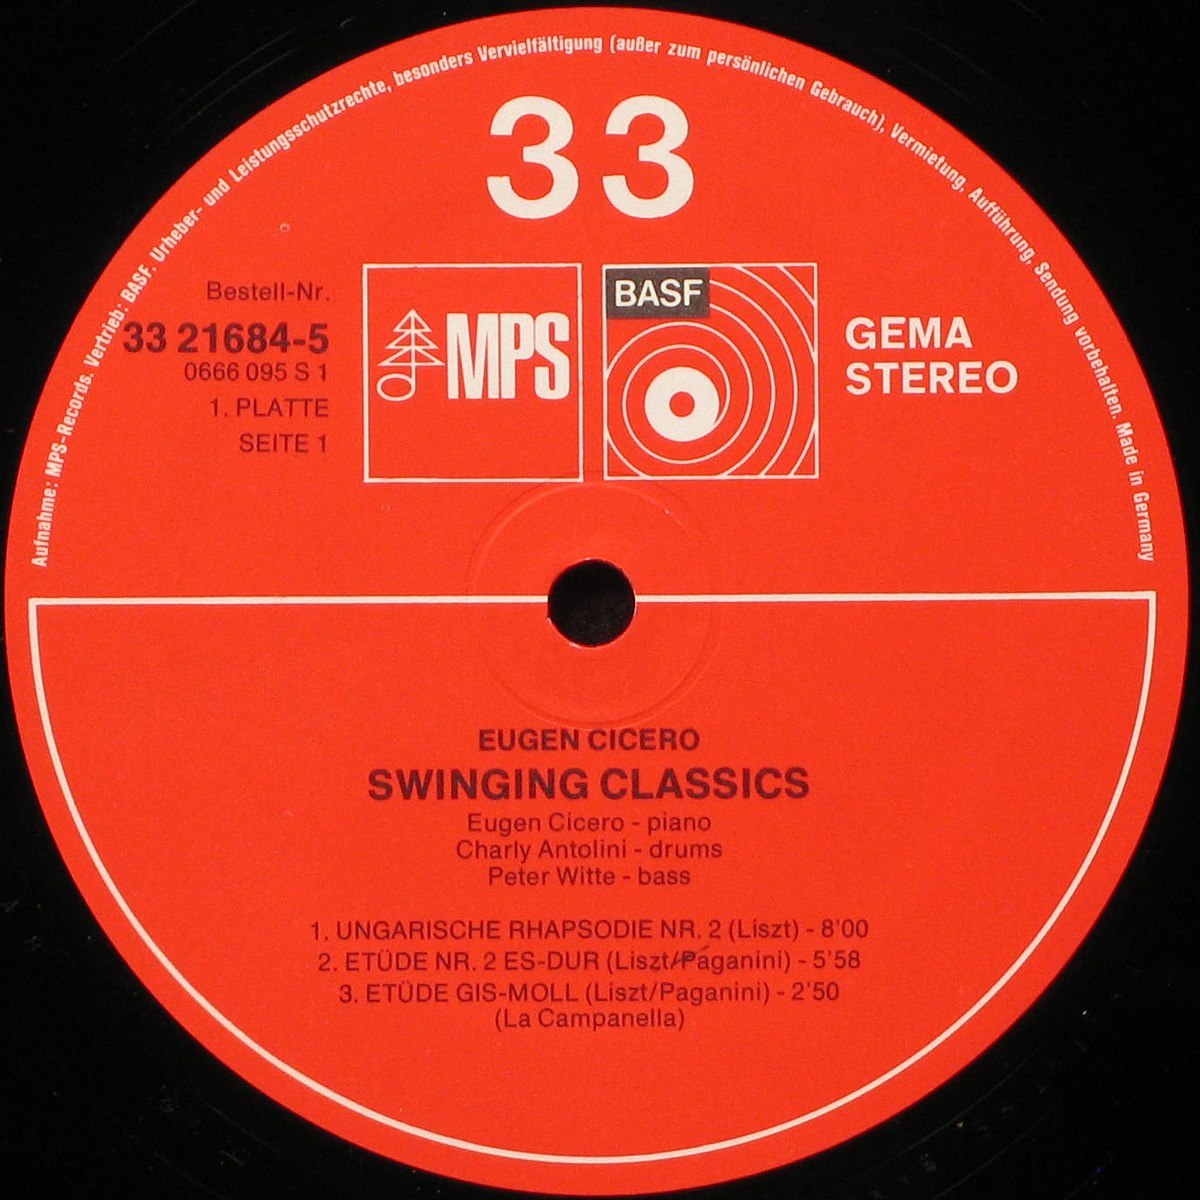 Aufnahme: MPS-Records. Vertrieb: BASF. Urheber- und Leistungsschutzrechte, besonders Vervielfältigung (außer zum persönlichen Gebrauch), Vermietung, Aufführung, Sendung vorbehalten. Made in Germany
33
Bestell-Nr.
33 21684-5
0666 095 S 1
1. PLATTE
SEITE 1
MPS
BASF
GEMA
STEREO
EUGEN CICERO
SWINGING CLASSICS
Eugen Cicero - piano
Charly Antolini - drums
Peter Witte - bass
1. UNGARISCHE RHAPSODIE NR. 2 (Liszt) - 8'00
2. ETÜDE NR. 2 ES-DUR (Liszt/Paganini) - 5'58
3. ETÜDE GIS-MOLL (Liszt/Paganini) - 2'50
(La Campanella)